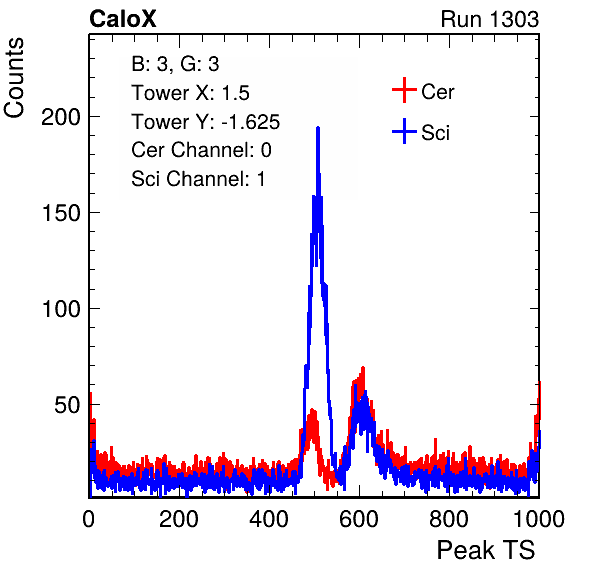 CaloX Run 1303
Counts
B: 3, G: 3
Tower X: 1.5
Tower Y: -1.625
Cer Channel: 0
Sci Channel: 1
Cer
Sci
200
150
100
50
0 200 400 600 800 1000
Peak TS